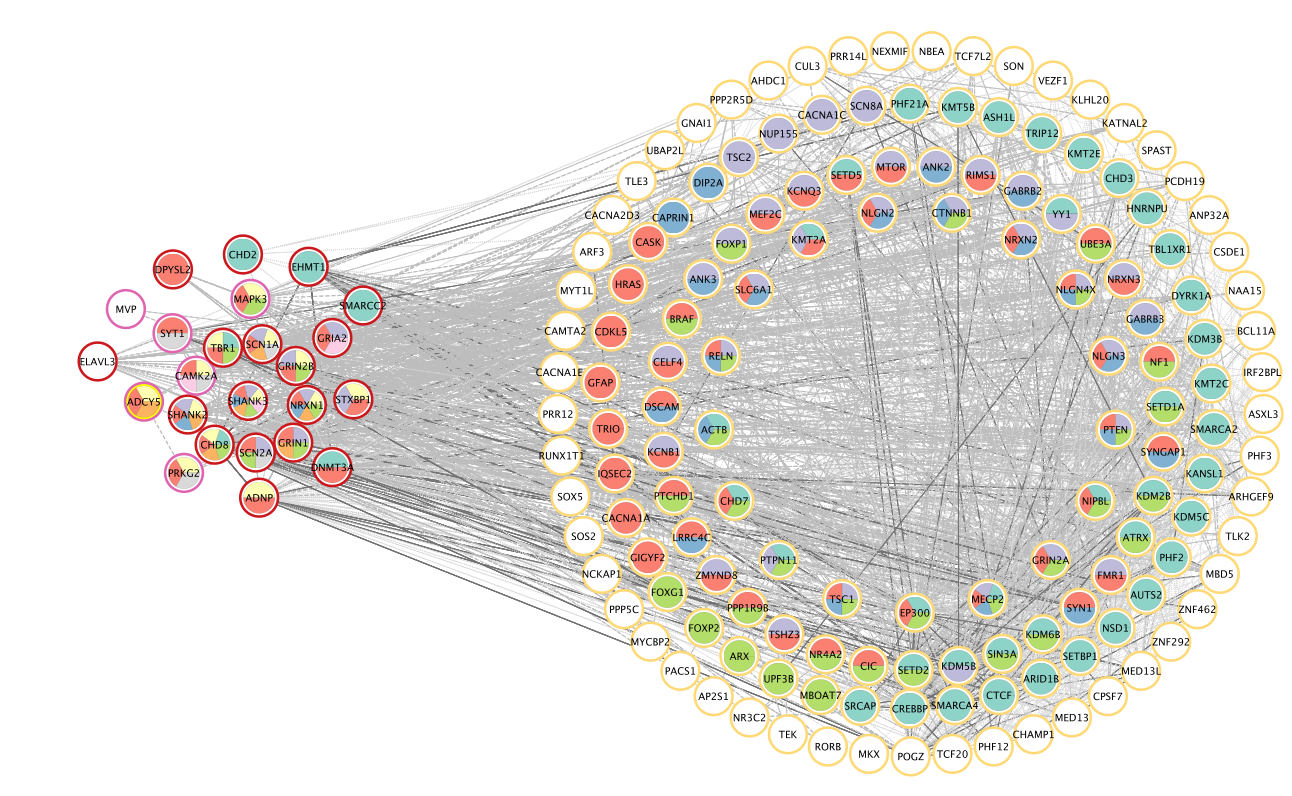 CHD2
DPYSL2
EHMT1
MAPK3
SMARCC2
MVP
SYT1
TBR1
SCN1A
GRIA2
ELAVL3
GRIN2B
CAMK2A
ADCY5
SHANK2
SHANK3
NRXN1
STXBP1
CHD8
SCN2A
GRIN1
PRKG2
DNMT3A
ADNP
CUL3
PRR14L
NEXMIF
NBEA
TCF7L2
SON
VEZF1
KLHL20
KATNAL2
SPAST
PCDH19
ANP32A
CSDE1
NAA15
BCL11A
IRF2BPL
ASXL3
PHF3
ARHGEF9
TLK2
MBD5
ZNF462
ZNF292
MED13L
CPSF7
MED13
CHAMP1
PHF12
TCF20
POGZ
MKX
RORB
TEK
NR3C2
AP2S1
PACS1
MYCBP2
PPP5C
NCKAP1
SOS2
SOX5
RUNX1T1
PRR12
CACNA1E
CAMTA2
MYT1L
ARF3
CACNA2D3
TLE3
UBAP2L
GNAI1
PPP2R5D
AHDC1
CACNA1C
SCN8A
PHF21A
KMT5B
ASH1L
TRIP12
KMT2E
CHD3
HNRNPU
TBL1XR1
DYRK1A
KDM3B
KMT2C
SMARCA2
KANSL1
KDM5C
PHF2
AUTS2
NSD1
SETBP1
ARID1B
CTCF
SMARCA4
CREBBP
SRCAP
MBOAT7
UPF3B
ARX
FOXP2
FOXG1
GIGYF2
CACNA1A
IQSEC2
TRIO
GFAP
CDKL5
HRAS
CASK
CAPRIN1
DIP2A
TSC2
NUP155
KCNQ3
SETD5
MTOR
ANK2
RIMS1
GABRB2
YY1
UBE3A
NRXN3
GABRB3
NF1
SETD1A
SYNGAP1
KDM2B
ATRX
FMR1
SYN1
KDM6B
SIN3A
KDM5B
SETD2
CIC
NR4A2
TSHZ3
PPP1R9B
ZMYND8
LRRC4C
PTCHD1
KCNB1
DSCAM
CELF4
BRAF
ANK3
FOXP1
MEF2C
KMT2A
NLGN2
CTNNB1
NRXN2
NLGN4X
NLGN3
PTEN
NIPBL
GRIN2A
MECP2
EP300
TSC1
PTPN11
CHD7
ACTB
RELN
SLC6A1